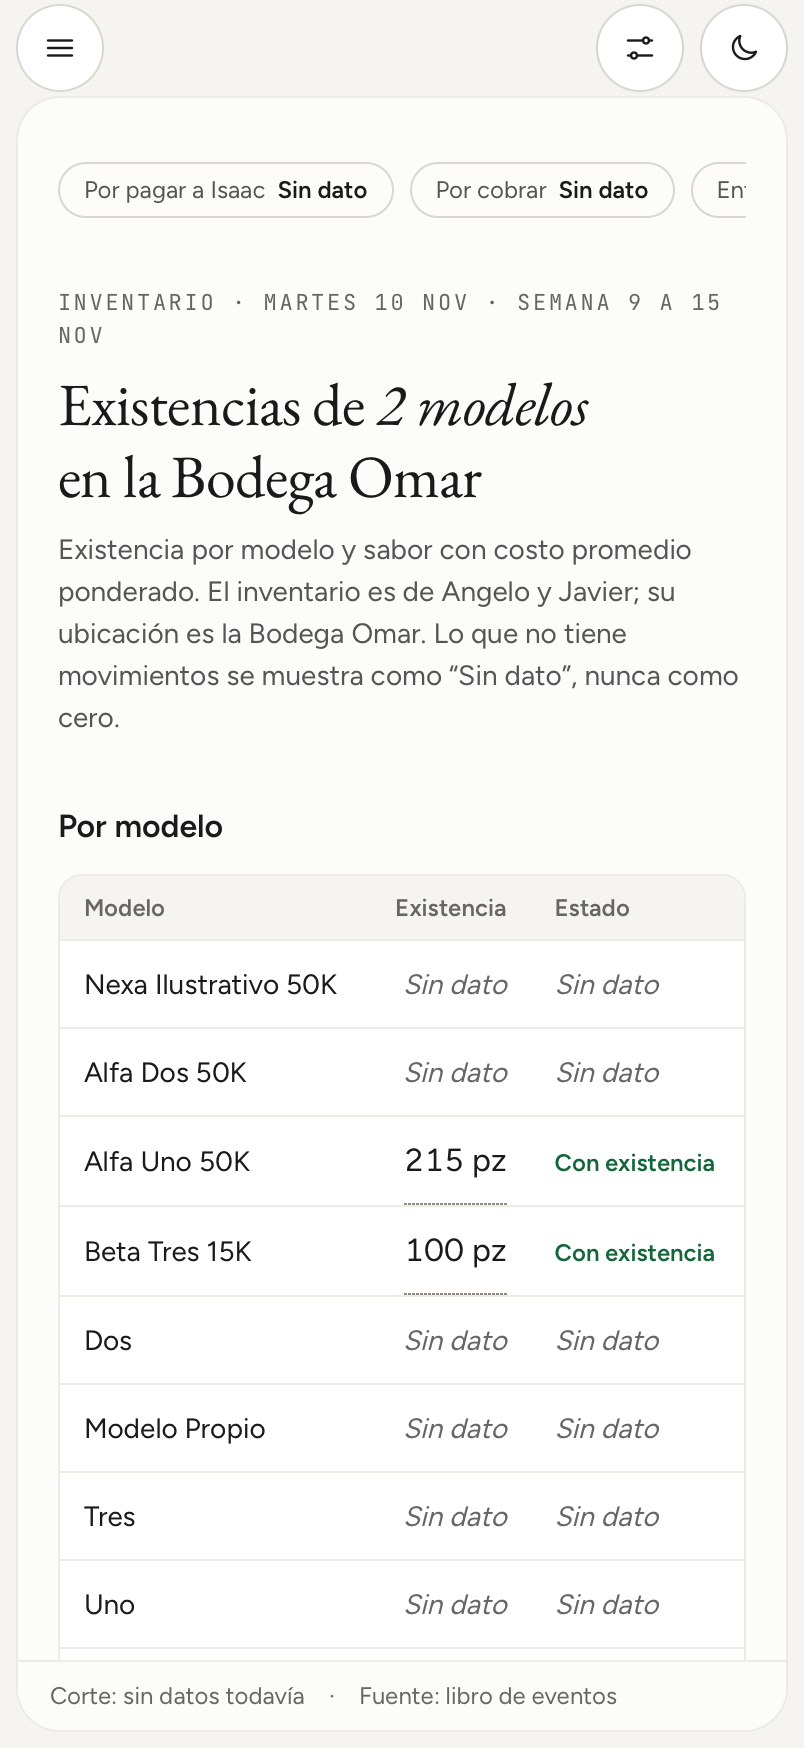 Por pagar a Isaac Sin dato Por cobrar Sin dato
INVENTARIO · MARTES 10 NOV · SEMANA 9 A 15
NOV
Existencias de 2 modelos
en la Bodega Omar
Existencia por modelo y sabor con costo promedio
ponderado. El inventario es de Angelo y Javier; su
ubicación es la Bodega Omar. Lo que no tiene
movimientos se muestra como “Sin dato”, nunca como
cero.
Por modelo
Modelo Existencia Estado
Nexa Ilustrativo 50K Sin dato Sin dato
Alfa Dos 50K Sin dato Sin dato
Alfa Uno 50K 215 pz Con existencia
Beta Tres 15K 100 pz Con existencia
Dos Sin dato Sin dato
Modelo Propio Sin dato Sin dato
Tres Sin dato Sin dato
Uno Sin dato Sin dato
Corte: sin datos todavía · Fuente: libro de eventos